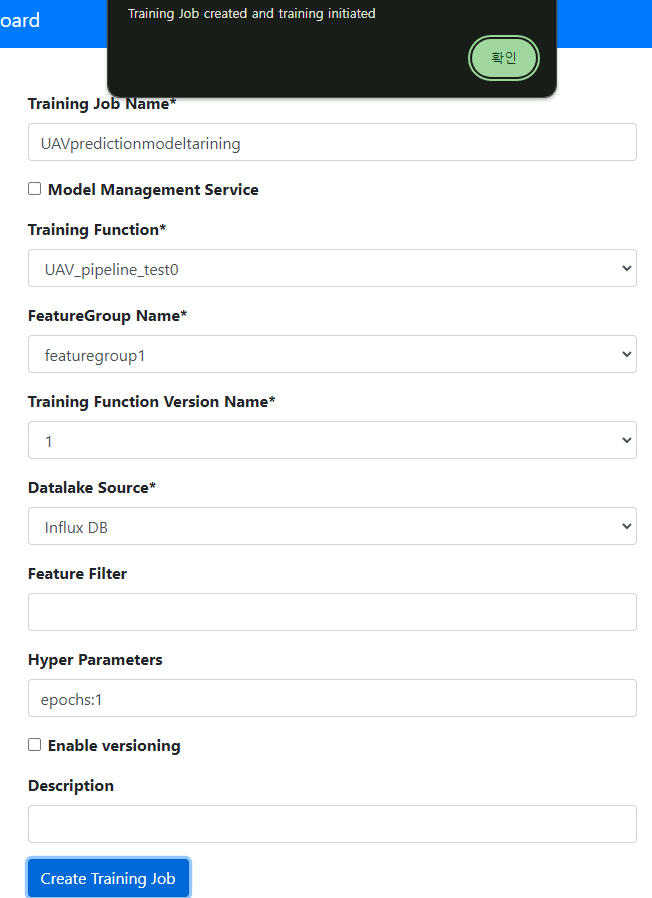 oard
Training Job created and training initiated
확인
Training Job Name*
UAVpredictionmodeltarining
Model Management Service
Training Function*
UAV_pipeline_test0
FeatureGroup Name*
featuregroup1
Training Function Version Name*
1
Datalake Source*
Influx DB
Feature Filter
Hyper Parameters
epochs:1
Enable versioning
Description
Create Training Job